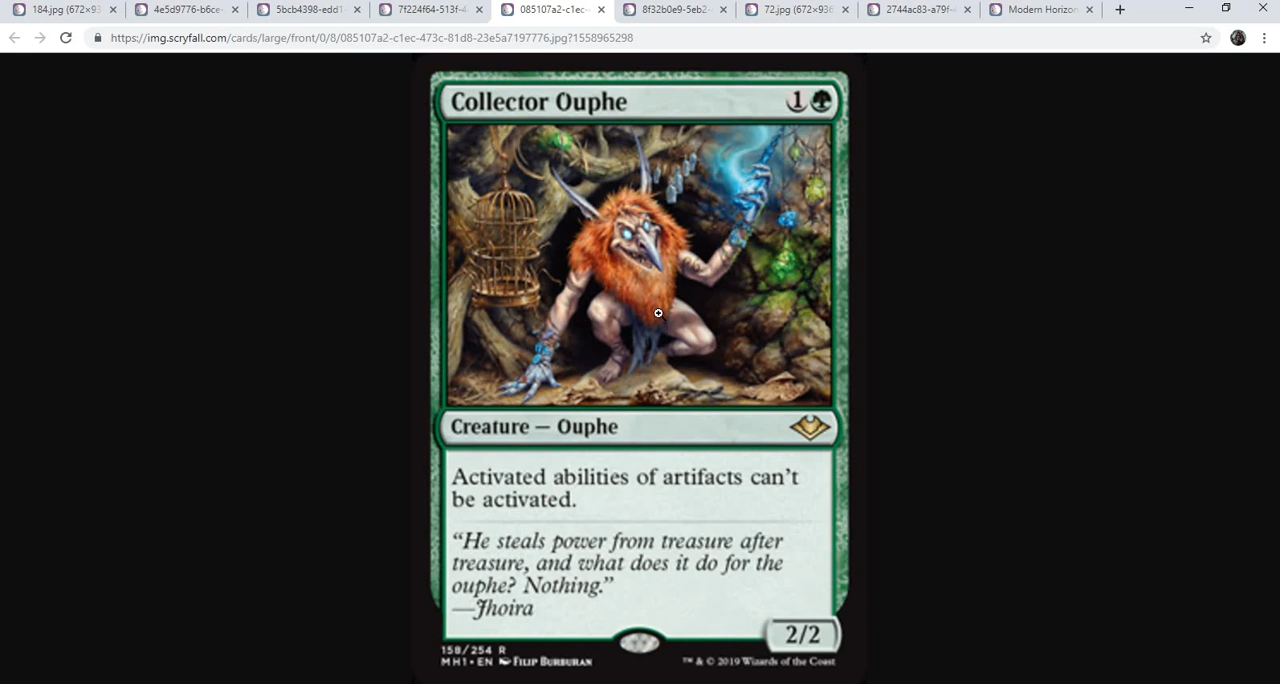 184.jpg (672×93
4e5d9776-b6ce-
5bcb4398-edd1-
7f224f64-513f-4
085107a2-c1ec-
8f32b0e9-5eb2-
72.jpg (672×936
2744ac83-a79f-4
Modern Horizon
https://img.scryfall.com/cards/large/front/0/8/085107a2-c1ec-473c-81d8-23e5a7197776.jpg?1558965298
Collector Ouphe 1
Creature — Ouphe
Activated abilities of artifacts can't
be activated.
“He steals power from treasure after
treasure, and what does it do for the
ouphe? Nothing.”
—Jhoira
2/2
158/254 R
MH1 • EN Filip Burburan
™ & © 2019 Wizards of the Coast